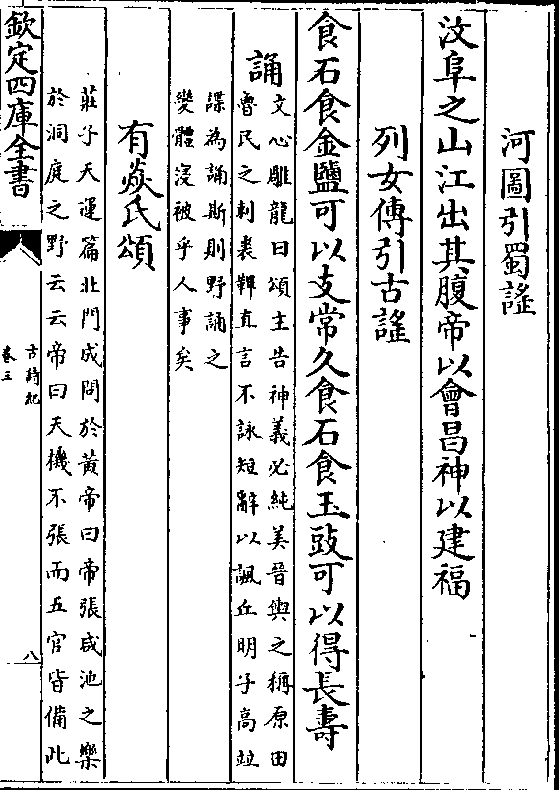 河圖引蜀謠
汶阜之山江出其腹帝以會昌神以建福
列女傳引古謠
食石食金鹽可以支常久食石食玉豉可以得長壽
誦
文心雕龍曰頌主告神義必純美晉輿之稱原田
魯民之刺裘鞸直言不詠短辭以諷丘明子高竝
諜為誦斯則野誦之
變體浸被乎人事矣
有焱氏頌
莊子天運篇北門成問於黃帝曰帝張咸池之樂
於洞庭之野云云帝曰天機不張而五官皆備此
欽定四庫全書
古詩紀
卷三
八